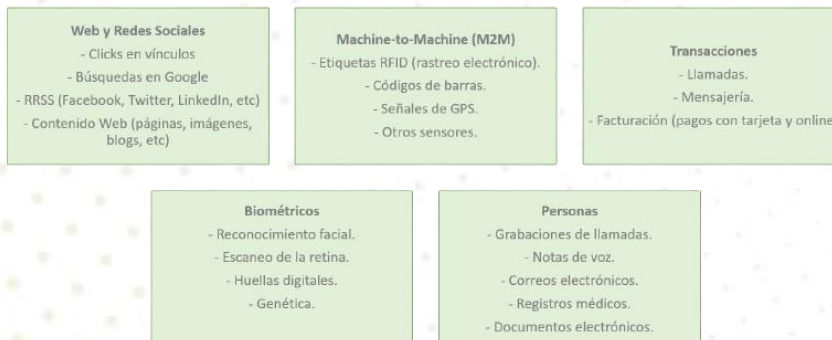 Web y Redes Sociales
- Clicks en vínculos
- Búsquedas en Google
- RRSS (Facebook, Twitter, LinkedIn, etc)
- Contenido Web (páginas, imágenes,
blogs, etc)
Machine-to-Machine (M2M)
- Etiquetas RFID (rastreo electrónico).
- Códigos de barras.
- Señales de GPS.
- Otros sensores.
Transacciones
- Llamadas.
- Mensajería.
- Facturación (pagos con tarjeta y online
Biométricos
- Reconocimiento facial.
- Escaneo de la retina.
- Huellas digitales.
- Genética.
Personas
- Grabaciones de llamadas.
- Notas de voz.
- Correos electrónicos.
- Registros médicos.
- Documentos electrónicos.